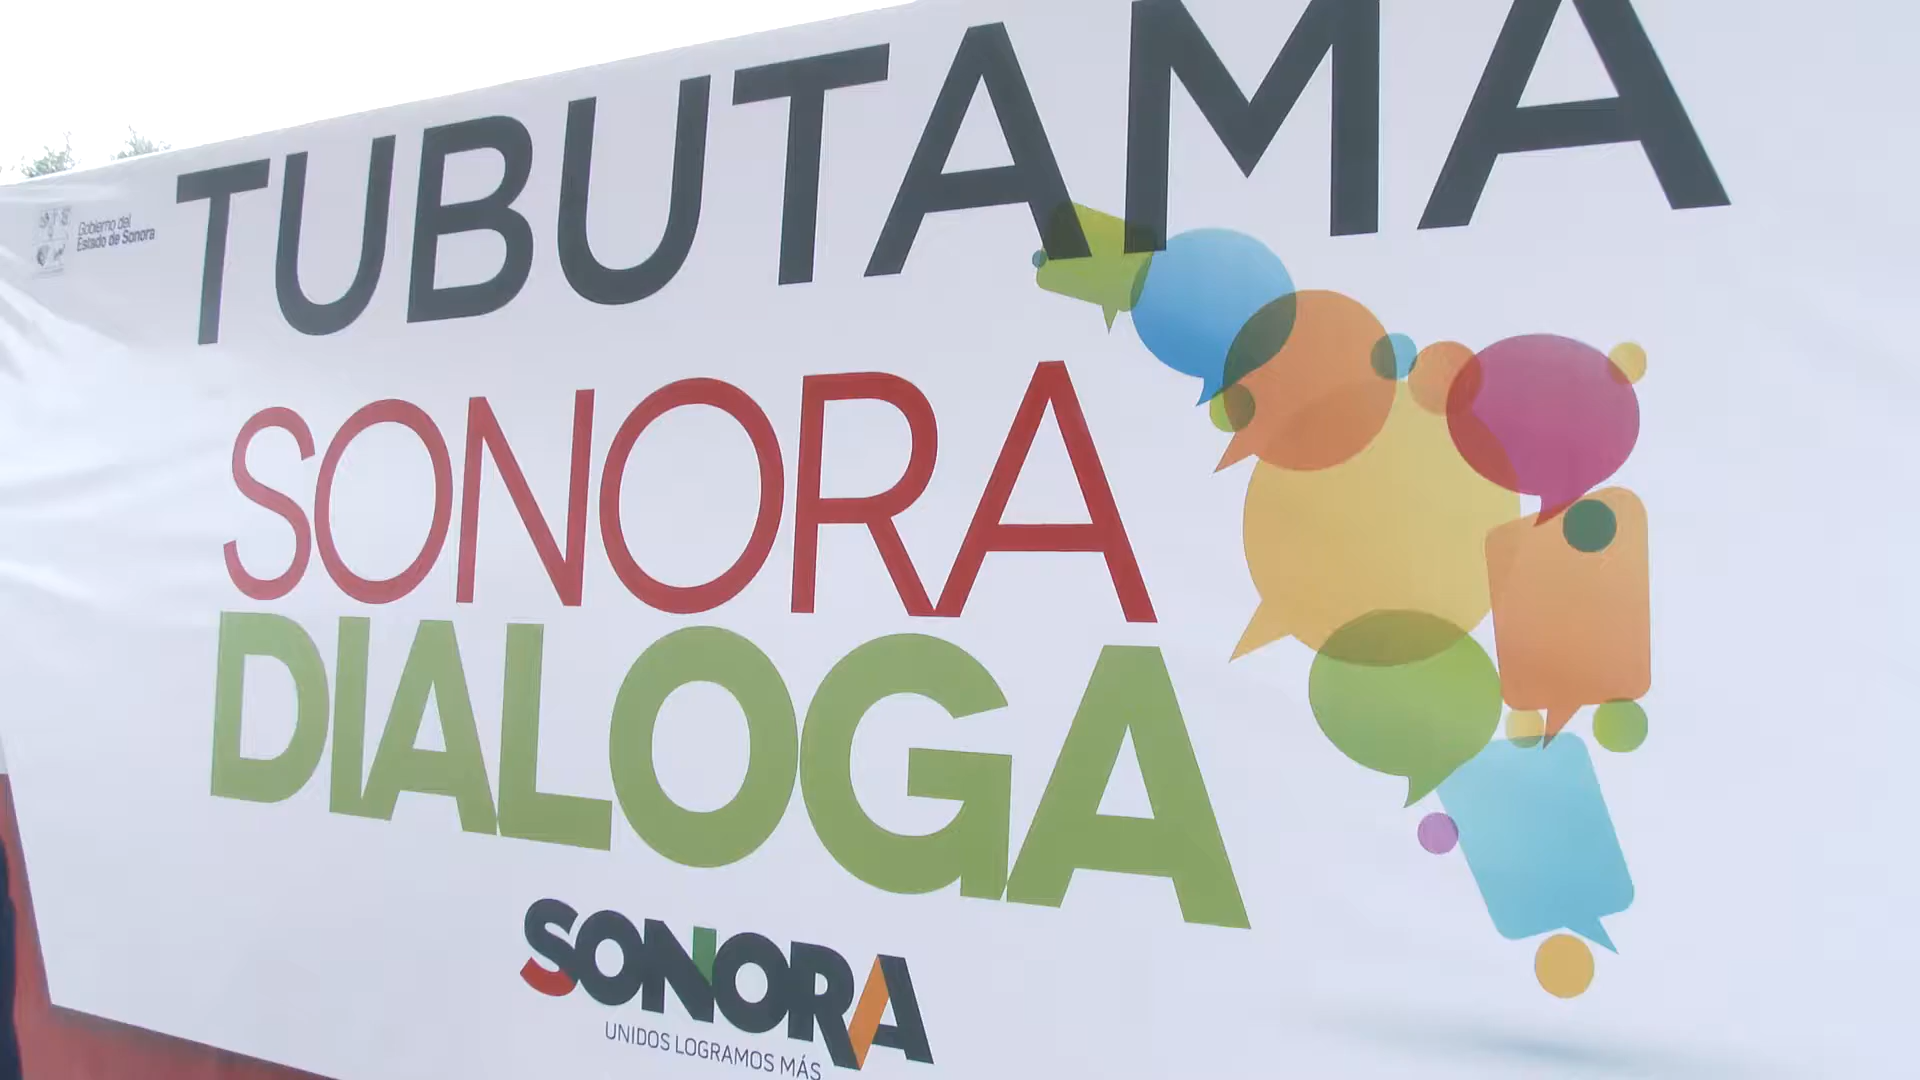 TUBUTAMA
Gobierno del
Estado de Sonora
SONORA
DIALOGA
SONORA
UNIDOS LOGRAMOS MÁS